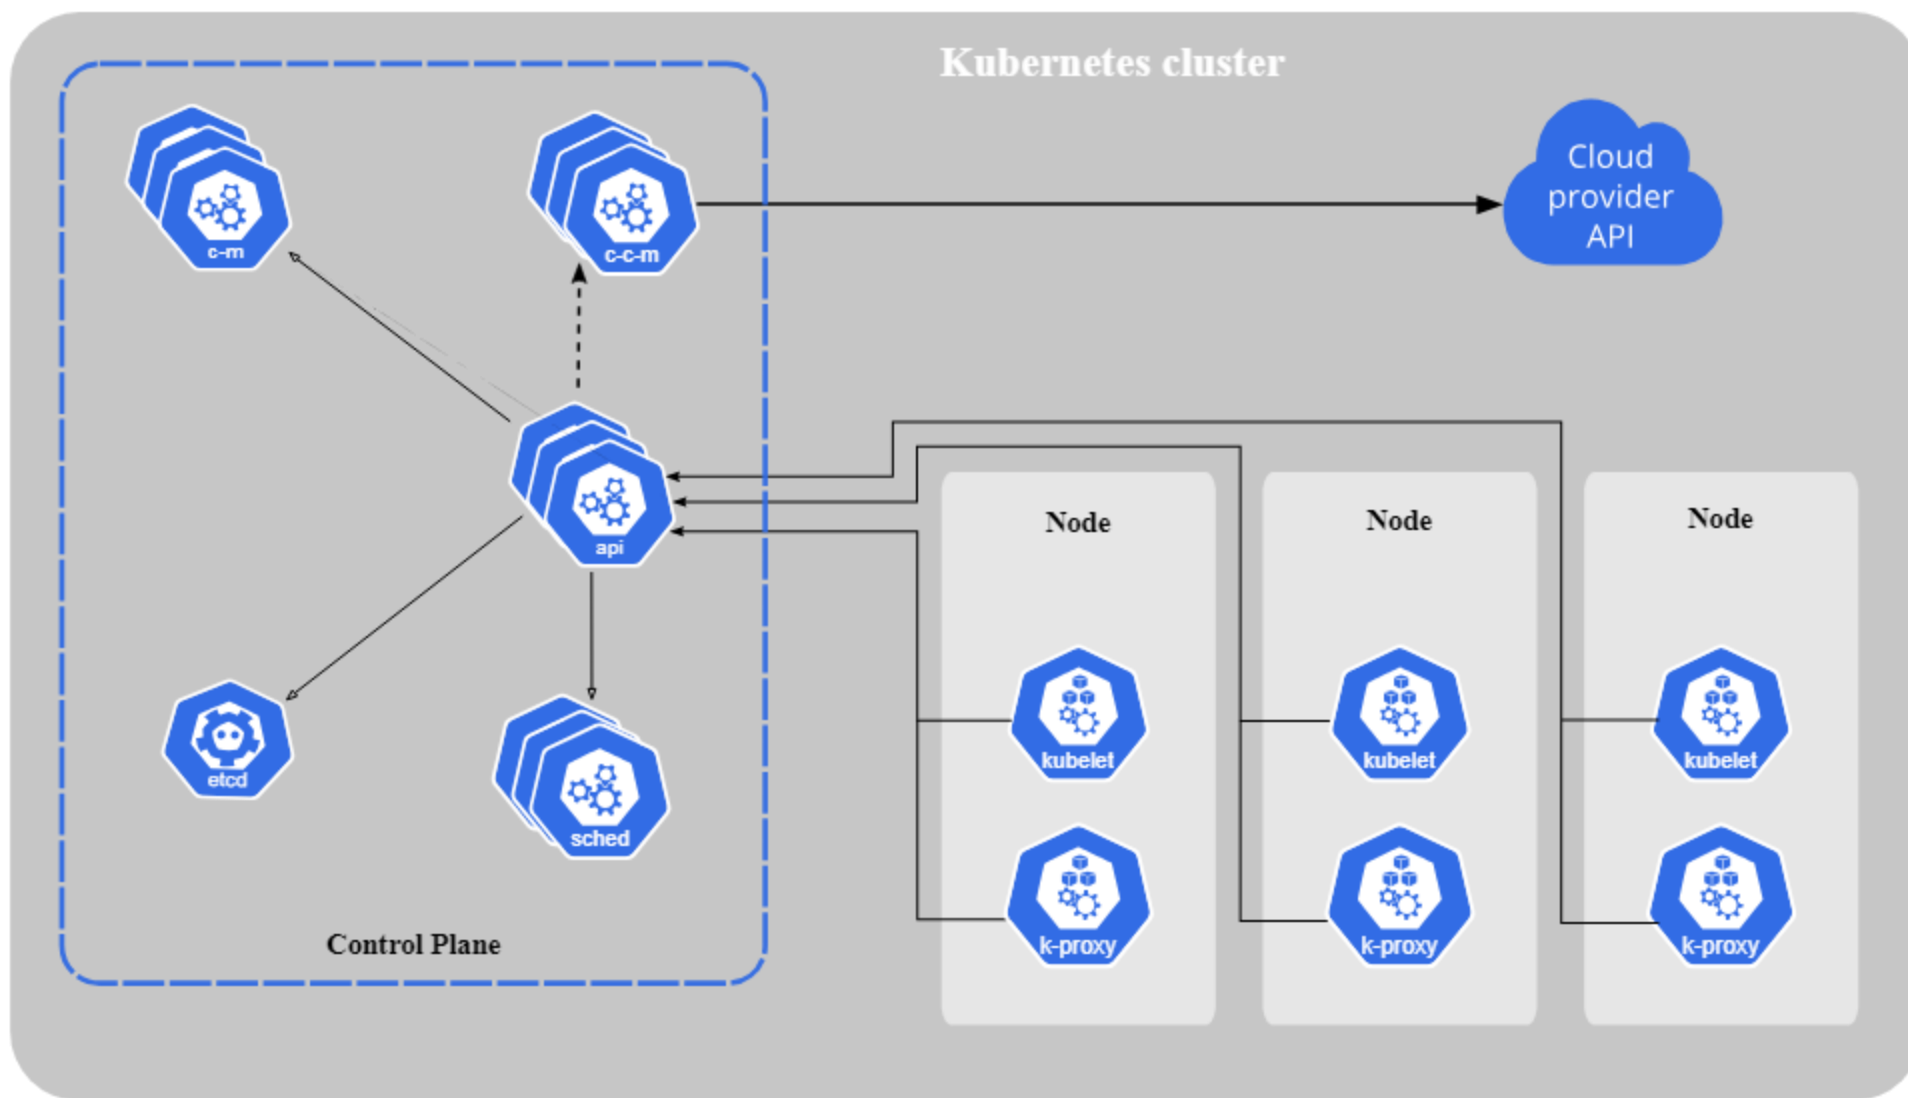 Kubernetes cluster
c-m
c-c-m
Cloud
provider
API
api
Node
Node
Node
etcd
sched
kubelet
kubelet
kubelet
k-proxy
k-proxy
k-proxy
Control Plane